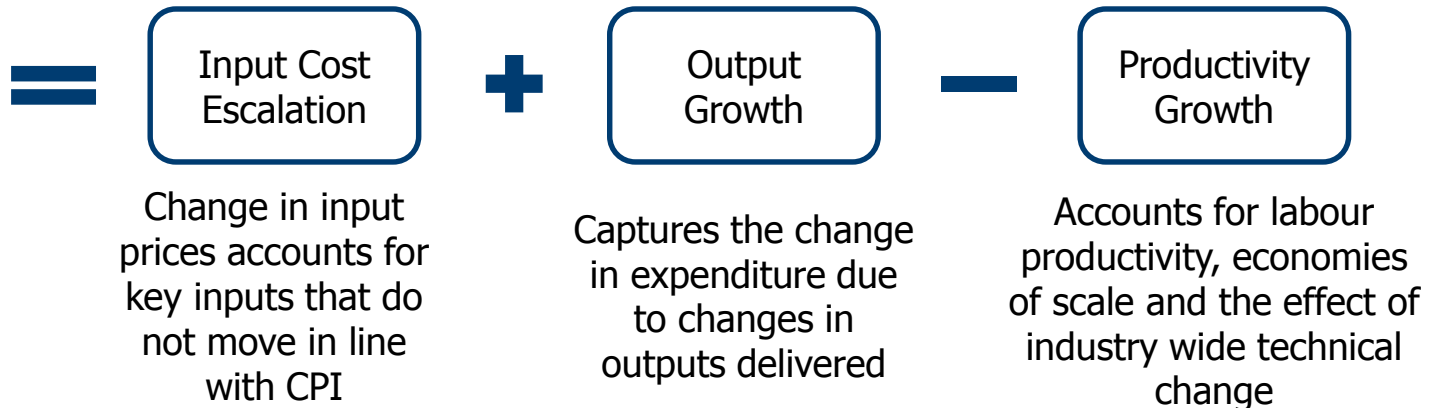 =
Input Cost
Escalation
+
Output
Growth
−
Productivity
Growth
Change in input
prices accounts for
key inputs that do
not move in line
with CPI
Captures the change
in expenditure due
to changes in
outputs delivered
Accounts for labour
productivity, economies
of scale and the effect of
industry wide technical
change